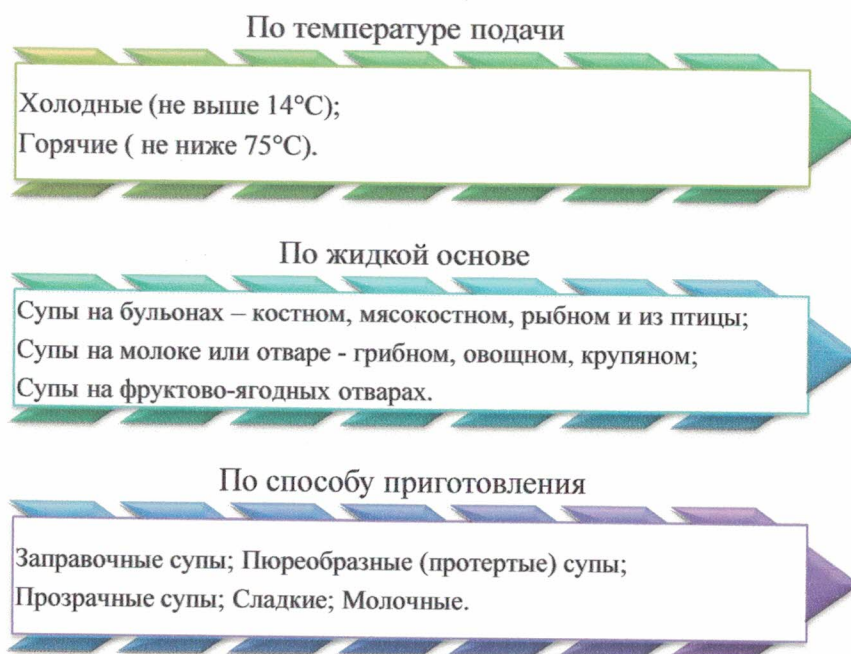 По температуре подачи
Холодные (не выше 14°С);
Горячие ( не ниже 75°С).
По жидкой основе
Супы на бульонах – костном, мясокостном, рыбном и из птицы;
Супы на молоке или отваре - грибном, овощном, крупяном;
Супы на фруктово-ягодных отварах.
По способу приготовления
Заправочные супы; Пюреобразные (протертые) супы;
Прозрачные супы; Сладкие; Молочные.